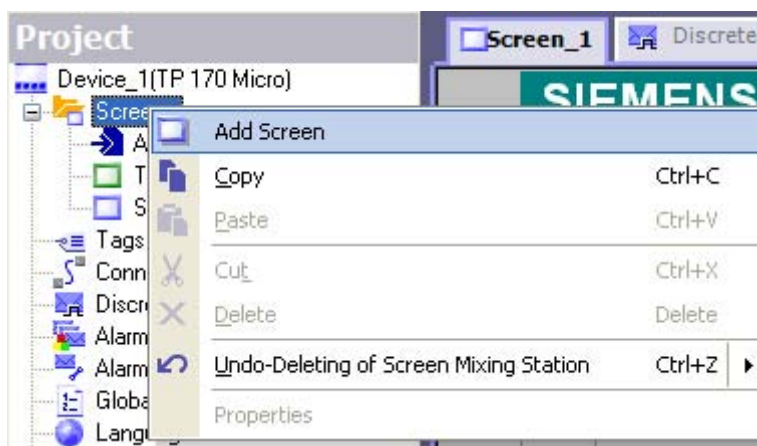 Project
Screen_1
Discrete
Device_1(TP 170 Micro)
SIEMENS
Add Screen
Copy Ctrl+C
Paste Ctrl+V
Tags
Cut Ctrl+X
Delete Delete
Undo-Deleting of Screen Mixing Station Ctrl+Z
Properties